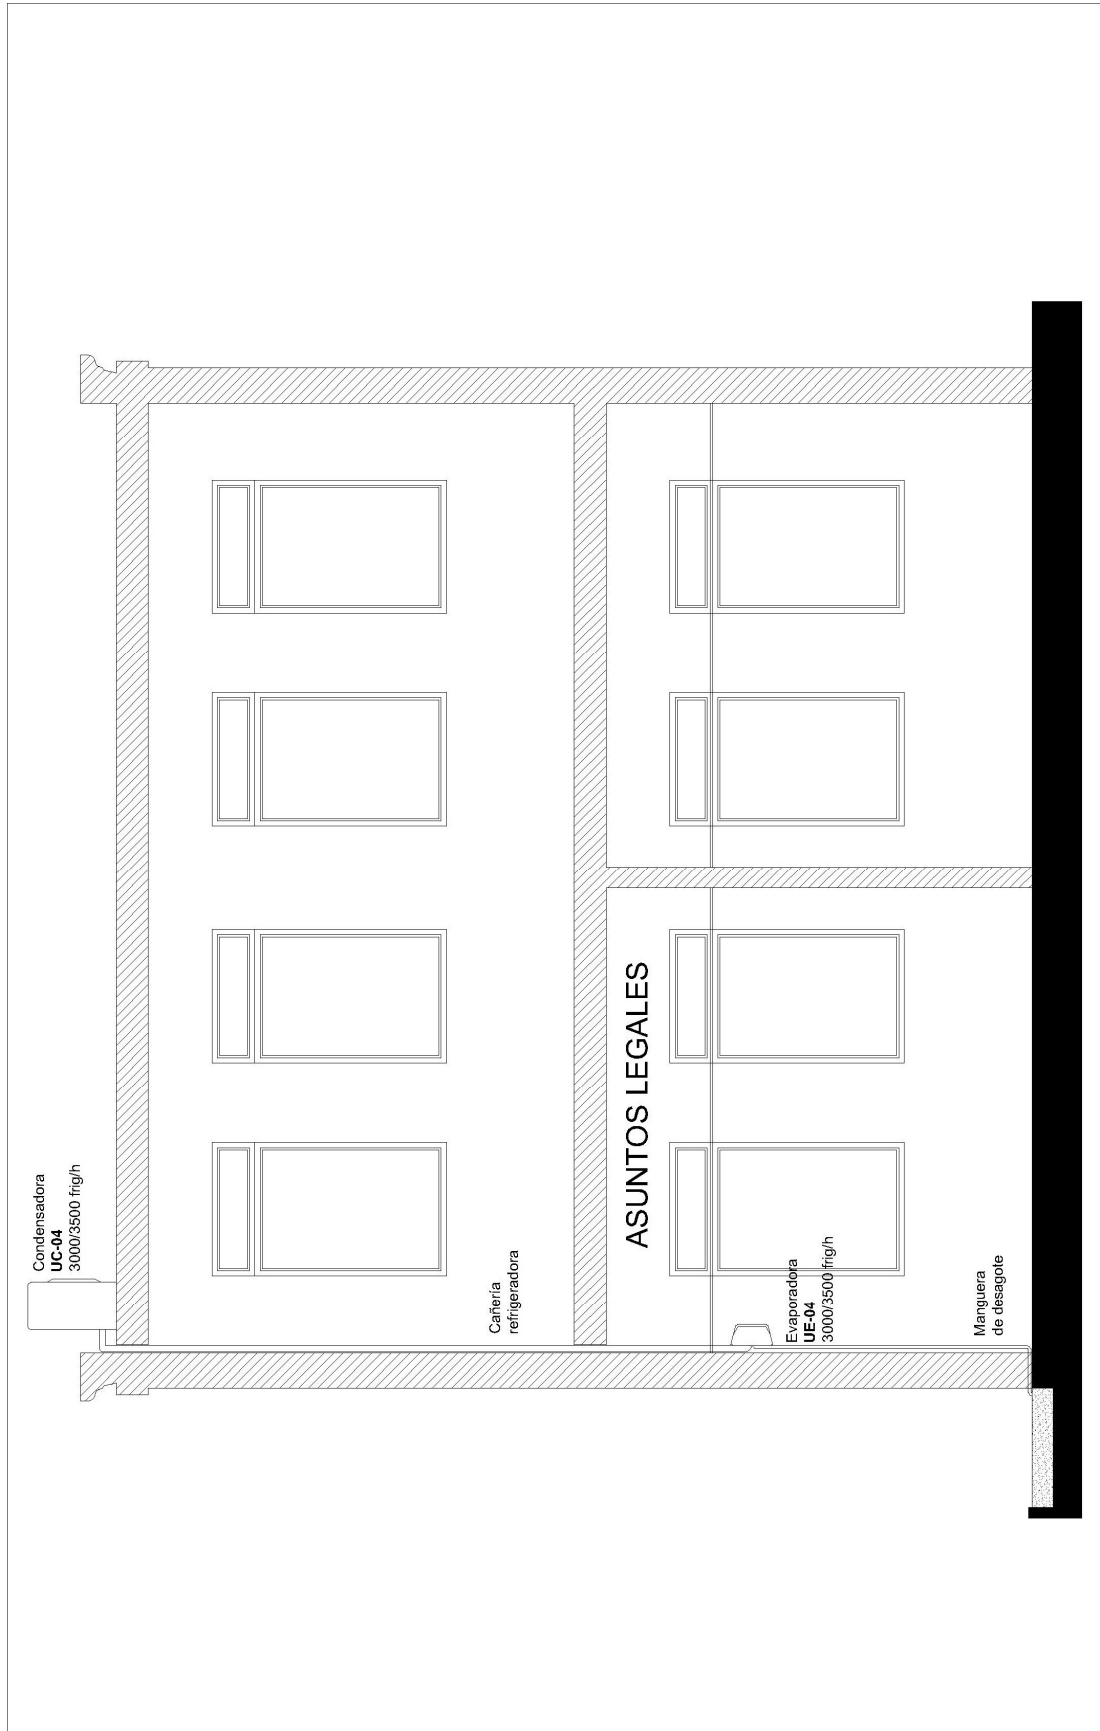 Condensadora
UC-04
3000/3500 frig/h
Cañería
refrigeradora
ASUNTOS LEGALES
Evaporadora
UE-04
3000/3500 frig/h
Manguera
de desagote